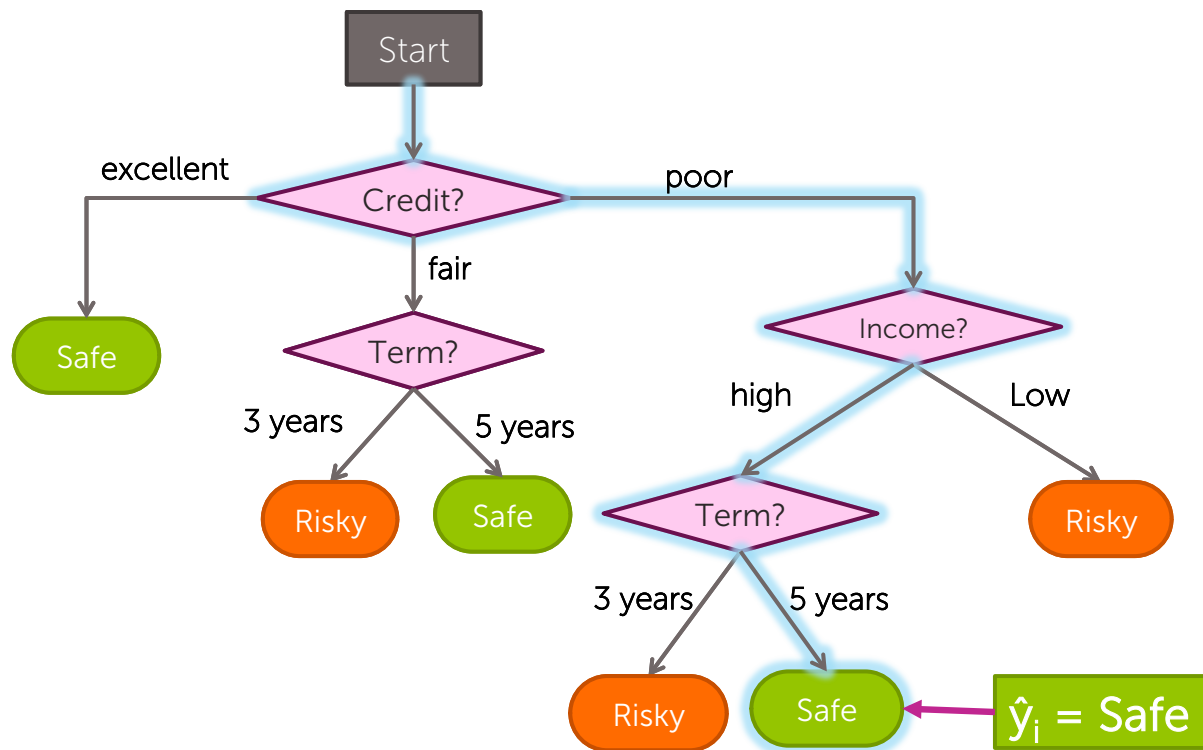 Start
excellent
Credit?
poor
fair
Safe
Term?
Income?
3 years
5 years
high
Low
Risky
Safe
Term?
Risky
3 years
5 years
Risky
Safe
ŷi = Safe